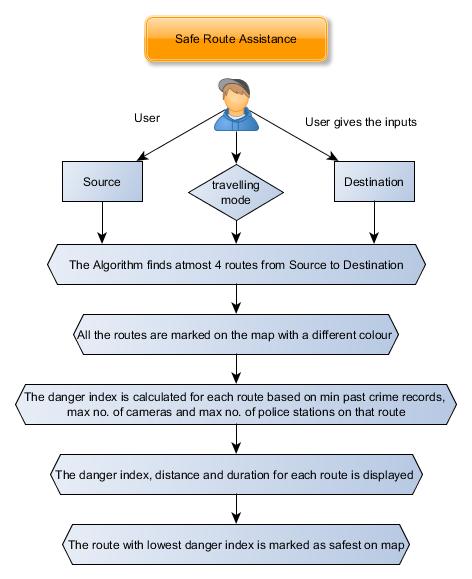 Safe Route Assistance
User
User gives the inputs
Source
travelling
mode
Destination
The Algorithm finds atmost 4 routes from Source to Destination
All the routes are marked on the map with a different colour
The danger index is calculated for each route based on min past crime records,
max no. of cameras and max no. of police stations on that route
The danger index, distance and duration for each route is displayed
The route with lowest danger index is marked as safest on map